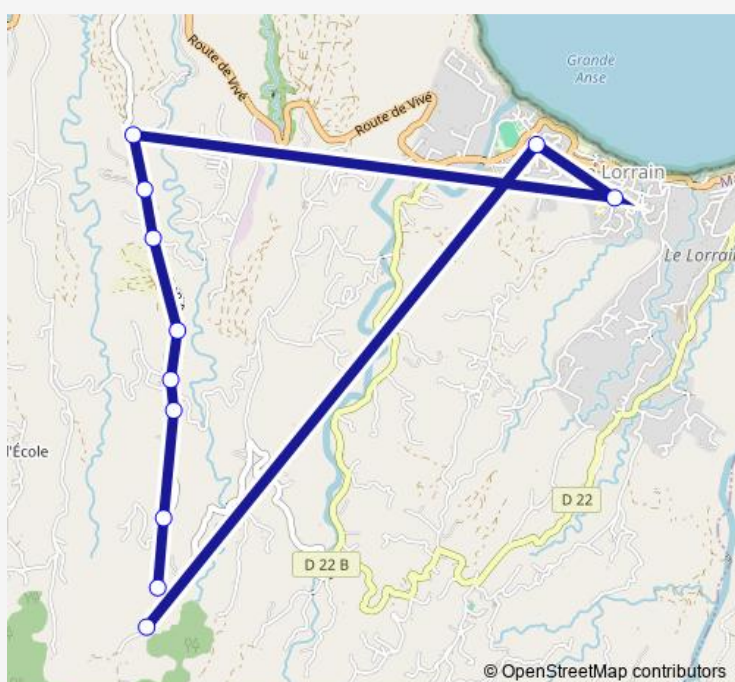 Route de Vivé
Grande
Anse
Route de Vivé
Lorrain
Le Lorrain
l'École
D 22
D 22 B
© OpenStreetMap contributors